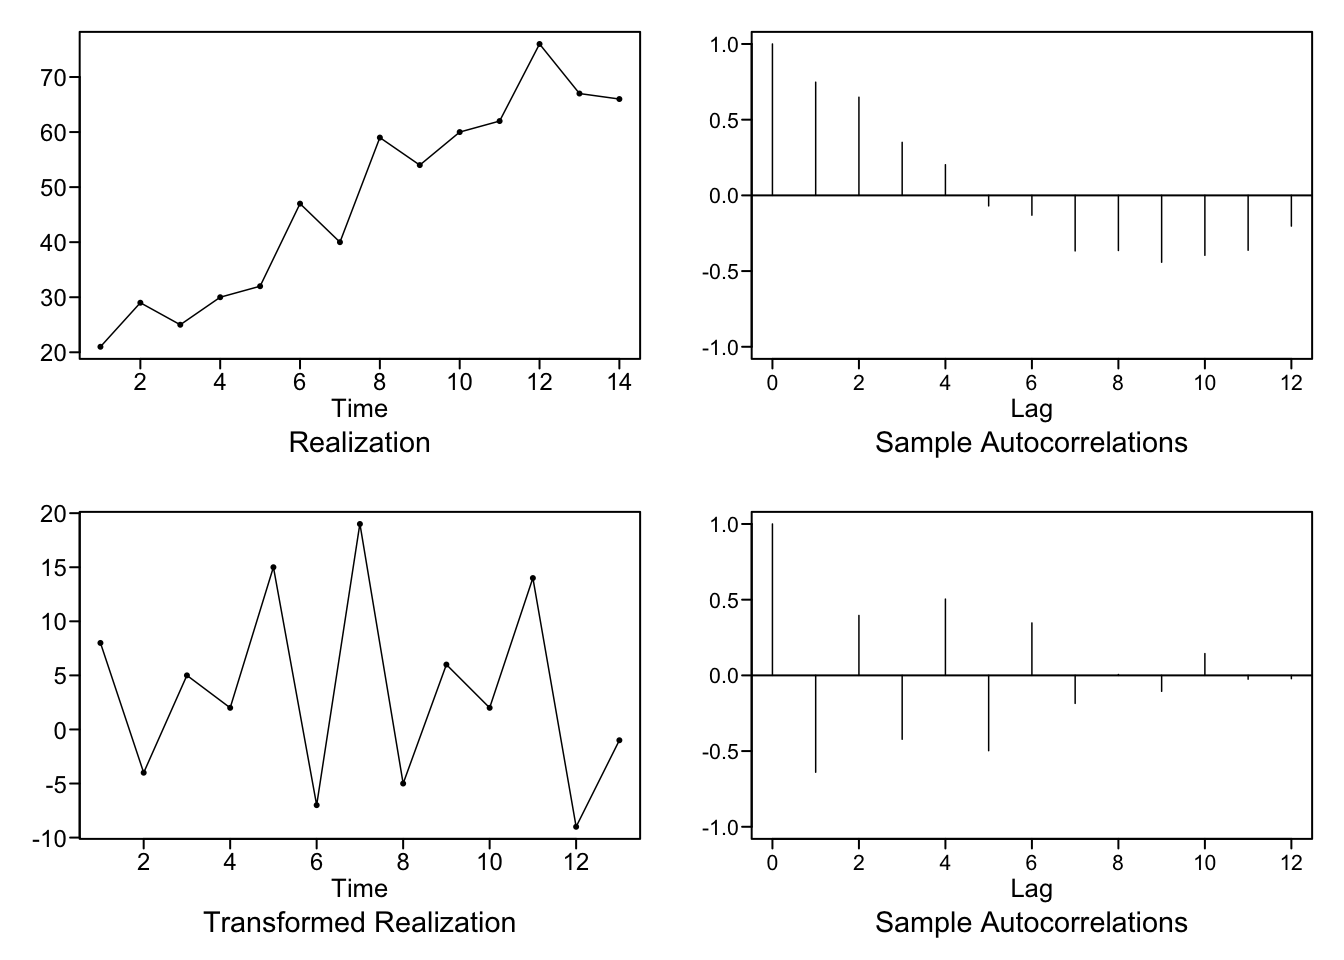 70
60
50
40
30
20
2 4 6 8 10 12 14
Time
Realization
1.0
0.5
0.0
-0.5
-1.0
0 2 4 6 8 10 12
Lag
Sample Autocorrelations
20
15
10
5
0
-5
-10
2 4 6 8 10 12
Time
Transformed Realization
1.0
0.5
0.0
-0.5
-1.0
0 2 4 6 8 10 12
Lag
Sample Autocorrelations